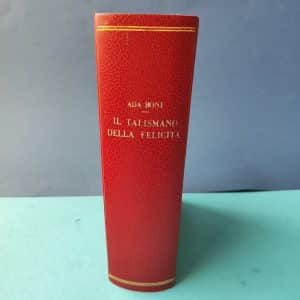 ADA BONI
IL TALISMANO
DELLA FELICITÀ